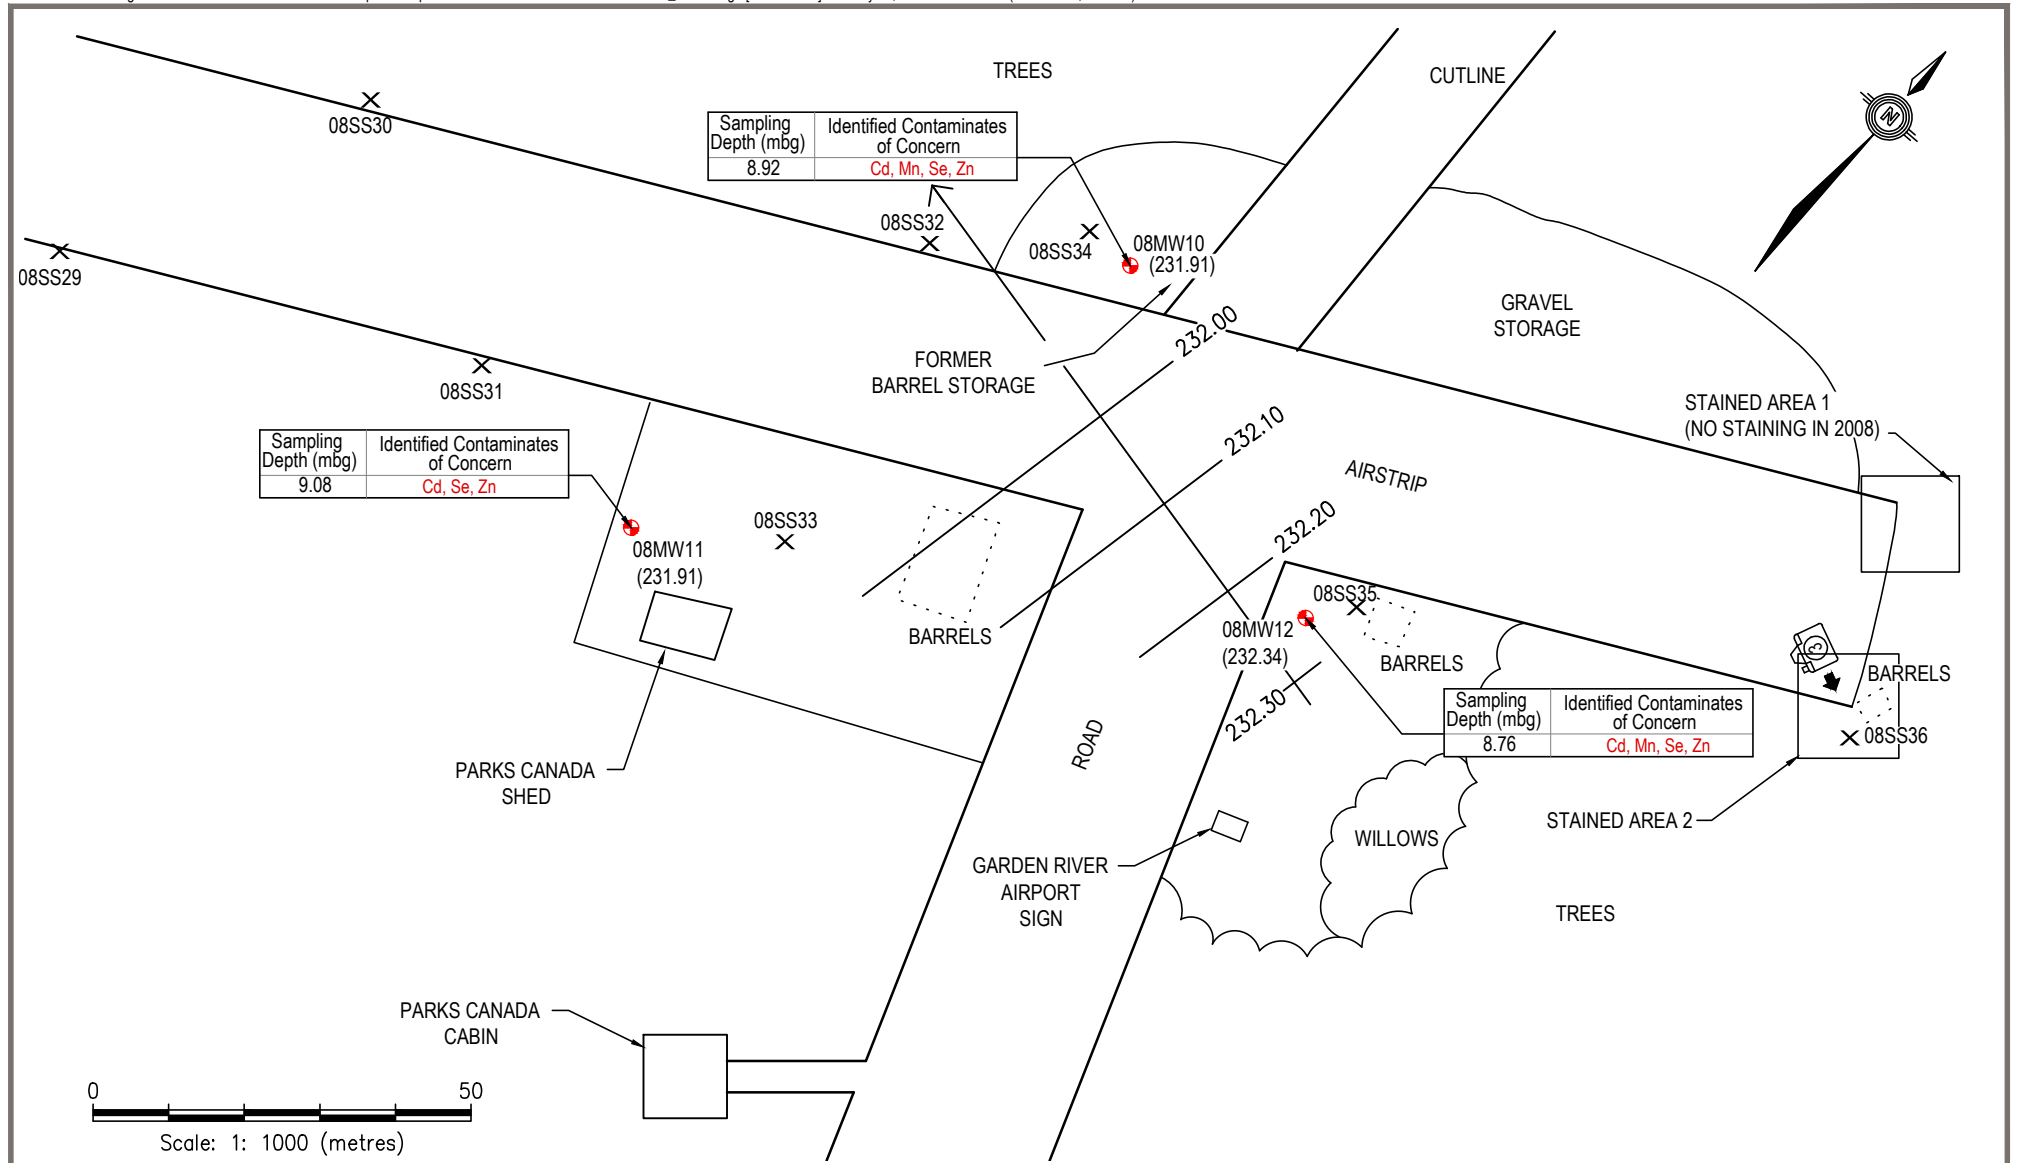 TREES
CUTLINE
08SS30
Sampling
Depth (mbg)
Identified Contaminates
of Concern
8.92
Cd, Mn, Se, Zn
N
08SS32
08SS34
08MW10
(231.91)
08SS29
GRAVEL
STORAGE
232.00
FORMER
BARREL STORAGE
08SS31
STAINED AREA 1
(NO STAINING IN 2008)
232.10
Sampling
Depth (mbg)
Identified Contaminates
of Concern
9.08
Cd, Se, Zn
AIRSTRIP
232.20
08SS33
08MW11
(231.91)
08SS35
08MW12
(232.34)
BARRELS
BARRELS
3
BARRELS
232.30
Sampling
Depth (mbg)
Identified Contaminates
of Concern
8.76
Cd, Mn, Se, Zn
08SS36
ROAD
PARKS CANADA
SHED
STAINED AREA 2
WILLOWS
GARDEN RIVER
AIRPORT
SIGN
TREES
PARKS CANADA
CABIN
0 50
Scale: 1: 1000 (metres)